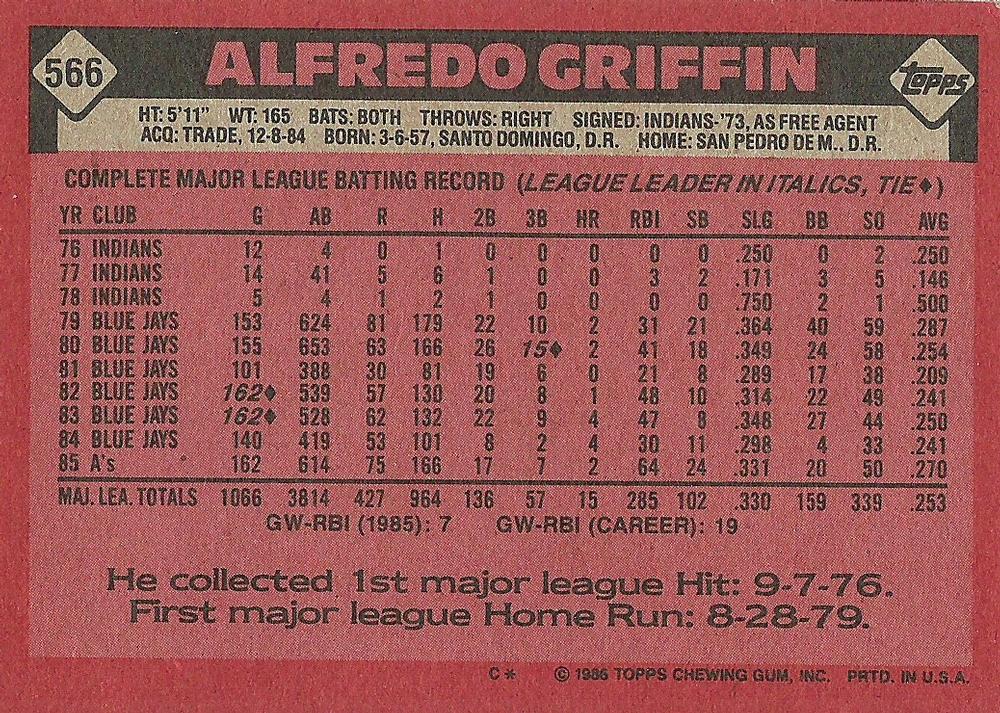 566 ALFREDO GRIFFIN TOPPS
HT: 5'11" WT: 165 BATS: BOTH THROWS: RIGHT SIGNED: INDIANS-'73, AS FREE AGENT
ACQ: TRADE, 12-8-84 BORN: 3-6-57, SANTO DOMINGO, D.R. HOME: SAN PEDRO DE M., D.R.
COMPLETE MAJOR LEAGUE BATTING RECORD (LEAGUE LEADER IN ITALICS, TIE♦)
YR CLUB G AB R H 2B 3B HR RBI SB SLG BB SO AVG
76 INDIANS 12 4 0 1 0 0 0 0 0 .250 0 2 .250
77 INDIANS 14 41 5 6 1 0 0 3 2 .171 3 5 .146
78 INDIANS 5 4 1 2 1 0 0 0 0 .750 2 1 .500
79 BLUE JAYS 153 624 81 179 22 10 2 31 21 .364 40 59 .287
80 BLUE JAYS 155 653 63 166 26 15♦ 2 41 18 .349 24 58 .254
81 BLUE JAYS 101 388 30 81 19 6 0 21 8 .289 17 38 .209
82 BLUE JAYS 162♦ 539 57 130 20 8 1 48 10 .314 22 49 .241
83 BLUE JAYS 162♦ 528 62 132 22 9 4 47 8 .348 27 44 .250
84 BLUE JAYS 140 419 53 101 8 2 4 30 11 .298 4 33 .241
85 A's 162 614 75 166 17 7 2 64 24 .331 20 50 .270
MAJ. LEA. TOTALS 1066 3814 427 964 136 57 15 285 102 .330 159 339 .253
GW-RBI (1985): 7 GW-RBI (CAREER): 19
He collected 1st major league Hit: 9-7-76.
First major league Home Run: 8-28-79.
C* © 1986 TOPPS CHEWING GUM, INC. PRTD. IN U.S.A.